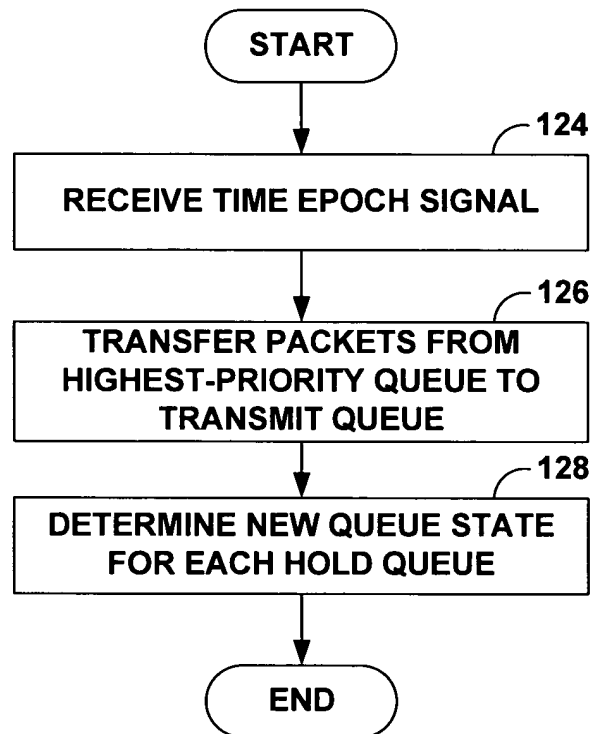 START
124
RECEIVE TIME EPOCH SIGNAL
126
TRANSFER PACKETS FROM
HIGHEST-PRIORITY QUEUE TO
TRANSMIT QUEUE
128
DETERMINE NEW QUEUE STATE
FOR EACH HOLD QUEUE
END